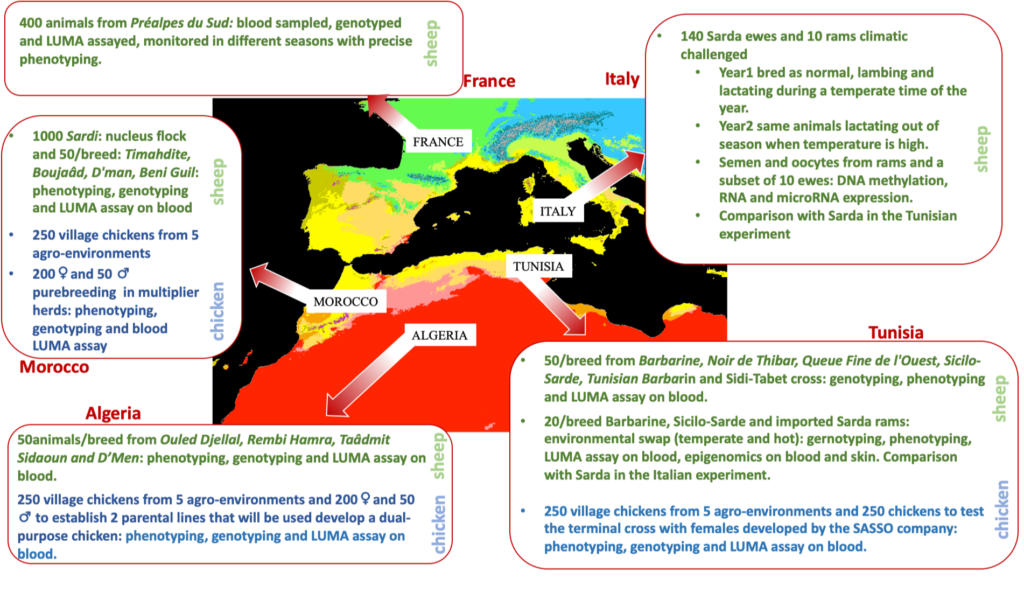 400 animals from Préalpes du Sud: blood sampled, genotyped
and LUMA assayed, monitored in different seasons with precise
phenotyping.
sheep
France
Italy
• 140 Sarda ewes and 10 rams climatic
challenged
• Year1 bred as normal, lambing and
lactating during a temperate time of the
year.
• Year2 same animals lactating out of
season when temperature is high.
• Semen and oocytes from rams and a
subset of 10 ewes: DNA methylation,
RNA and microRNA expression.
• Comparison with Sarda in the Tunisian
experiment
sheep
• 1000 Sardi: nucleus flock
and 50/breed: Timahdite,
Boujaâd, D'man, Beni Guil:
phenotyping, genotyping
and LUMA assay on blood
sheep
• 250 village chickens from 5
agro-environments
• 200 ♀ and 50 ♂
purebreeding in multiplier
herds: phenotyping,
genotyping and blood
LUMA assay
chicken
Morocco
FRANCE
ITALY
TUNISIA
MOROCCO
ALGERIA
Algeria
50animals/breed from Ouled Djellal, Rembi Hamra, Taâdmit
Sidaoun and D’Men: phenotyping, genotyping and LUMA assay on
blood.
sheep
250 village chickens from 5 agro-environments and 200 ♀ and 50
♂ to establish 2 parental lines that will be used develop a dual-
purpose chicken: phenotyping, genotyping and LUMA assay on
blood.
chicken
Tunisia
• 50/breed from Barbarine, Noir de Thibar, Queue Fine de l'Ouest, Sicilo-
Sarde, Tunisian Barbarin and Sidi-Tabet cross: genotyping, phenotyping
and LUMA assay on blood.
• 20/breed Barbarine, Sicilo-Sarde and imported Sarda rams:
environmental swap (temperate and hot): gernotyping, phenotyping,
LUMA assay on blood, epigenomics on blood and skin. Comparison
with Sarda in the Italian experiment.
sheep
• 250 village chickens from 5 agro-environments and 250 chickens to test
the terminal cross with females developed by the SASSO company:
phenotyping, genotyping and LUMA assay on blood.
chicken